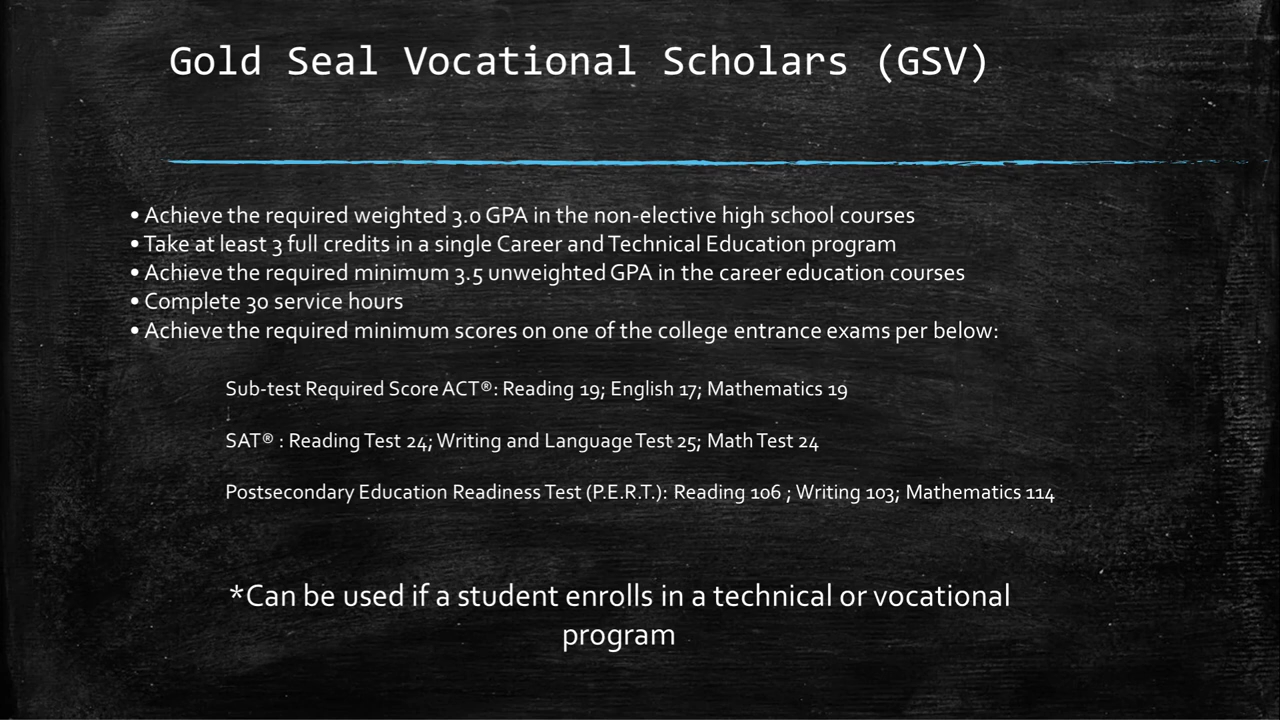 Gold Seal Vocational Scholars (GSV)
• Achieve the required weighted 3.0 GPA in the non-elective high school courses
• Take at least 3 full credits in a single Career and Technical Education program
• Achieve the required minimum 3.5 unweighted GPA in the career education courses
• Complete 30 service hours
• Achieve the required minimum scores on one of the college entrance exams per below:
Sub-test Required Score ACT®: Reading 19; English 17; Mathematics 19
SAT® : Reading Test 24; Writing and Language Test 25; Math Test 24
Postsecondary Education Readiness Test (P.E.R.T.): Reading 106 ; Writing 103; Mathematics 114
*Can be used if a student enrolls in a technical or vocational
program